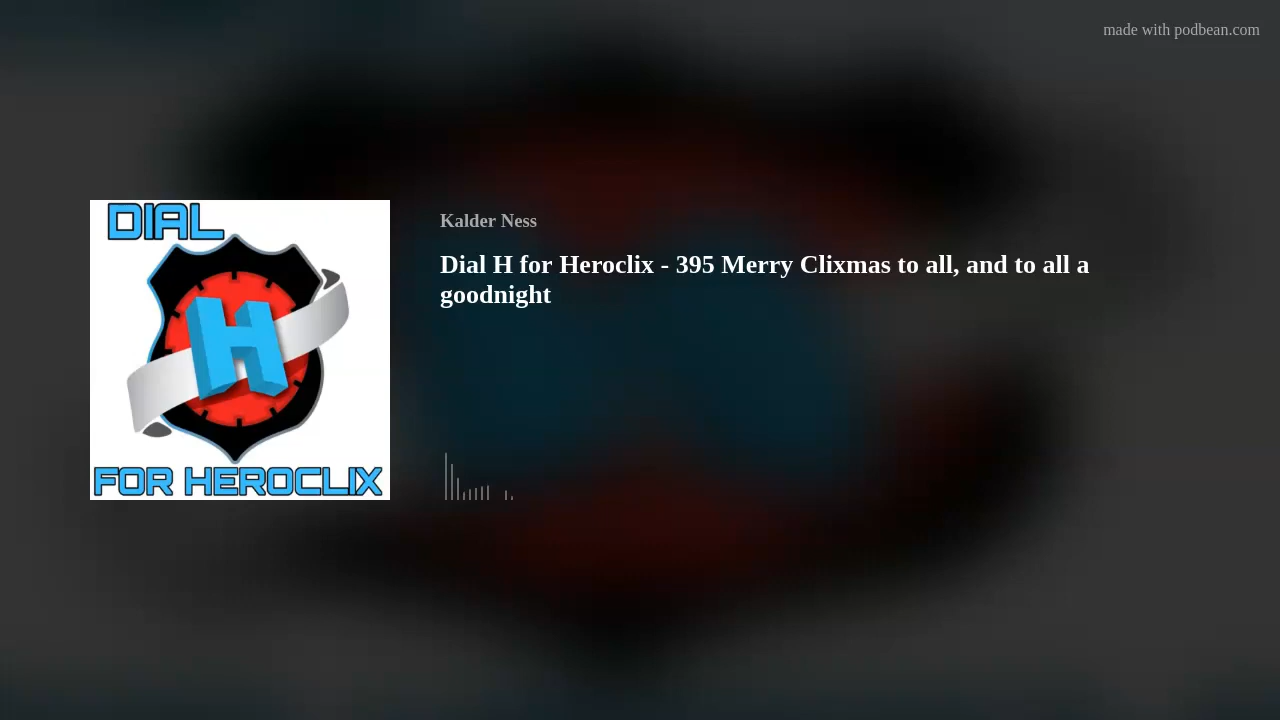 made with podbean.com
DIAL
H
FOR HEROCLIX
Kalder Ness
Dial H for Heroclix - 395 Merry Clixmas to all, and to all a
goodnight